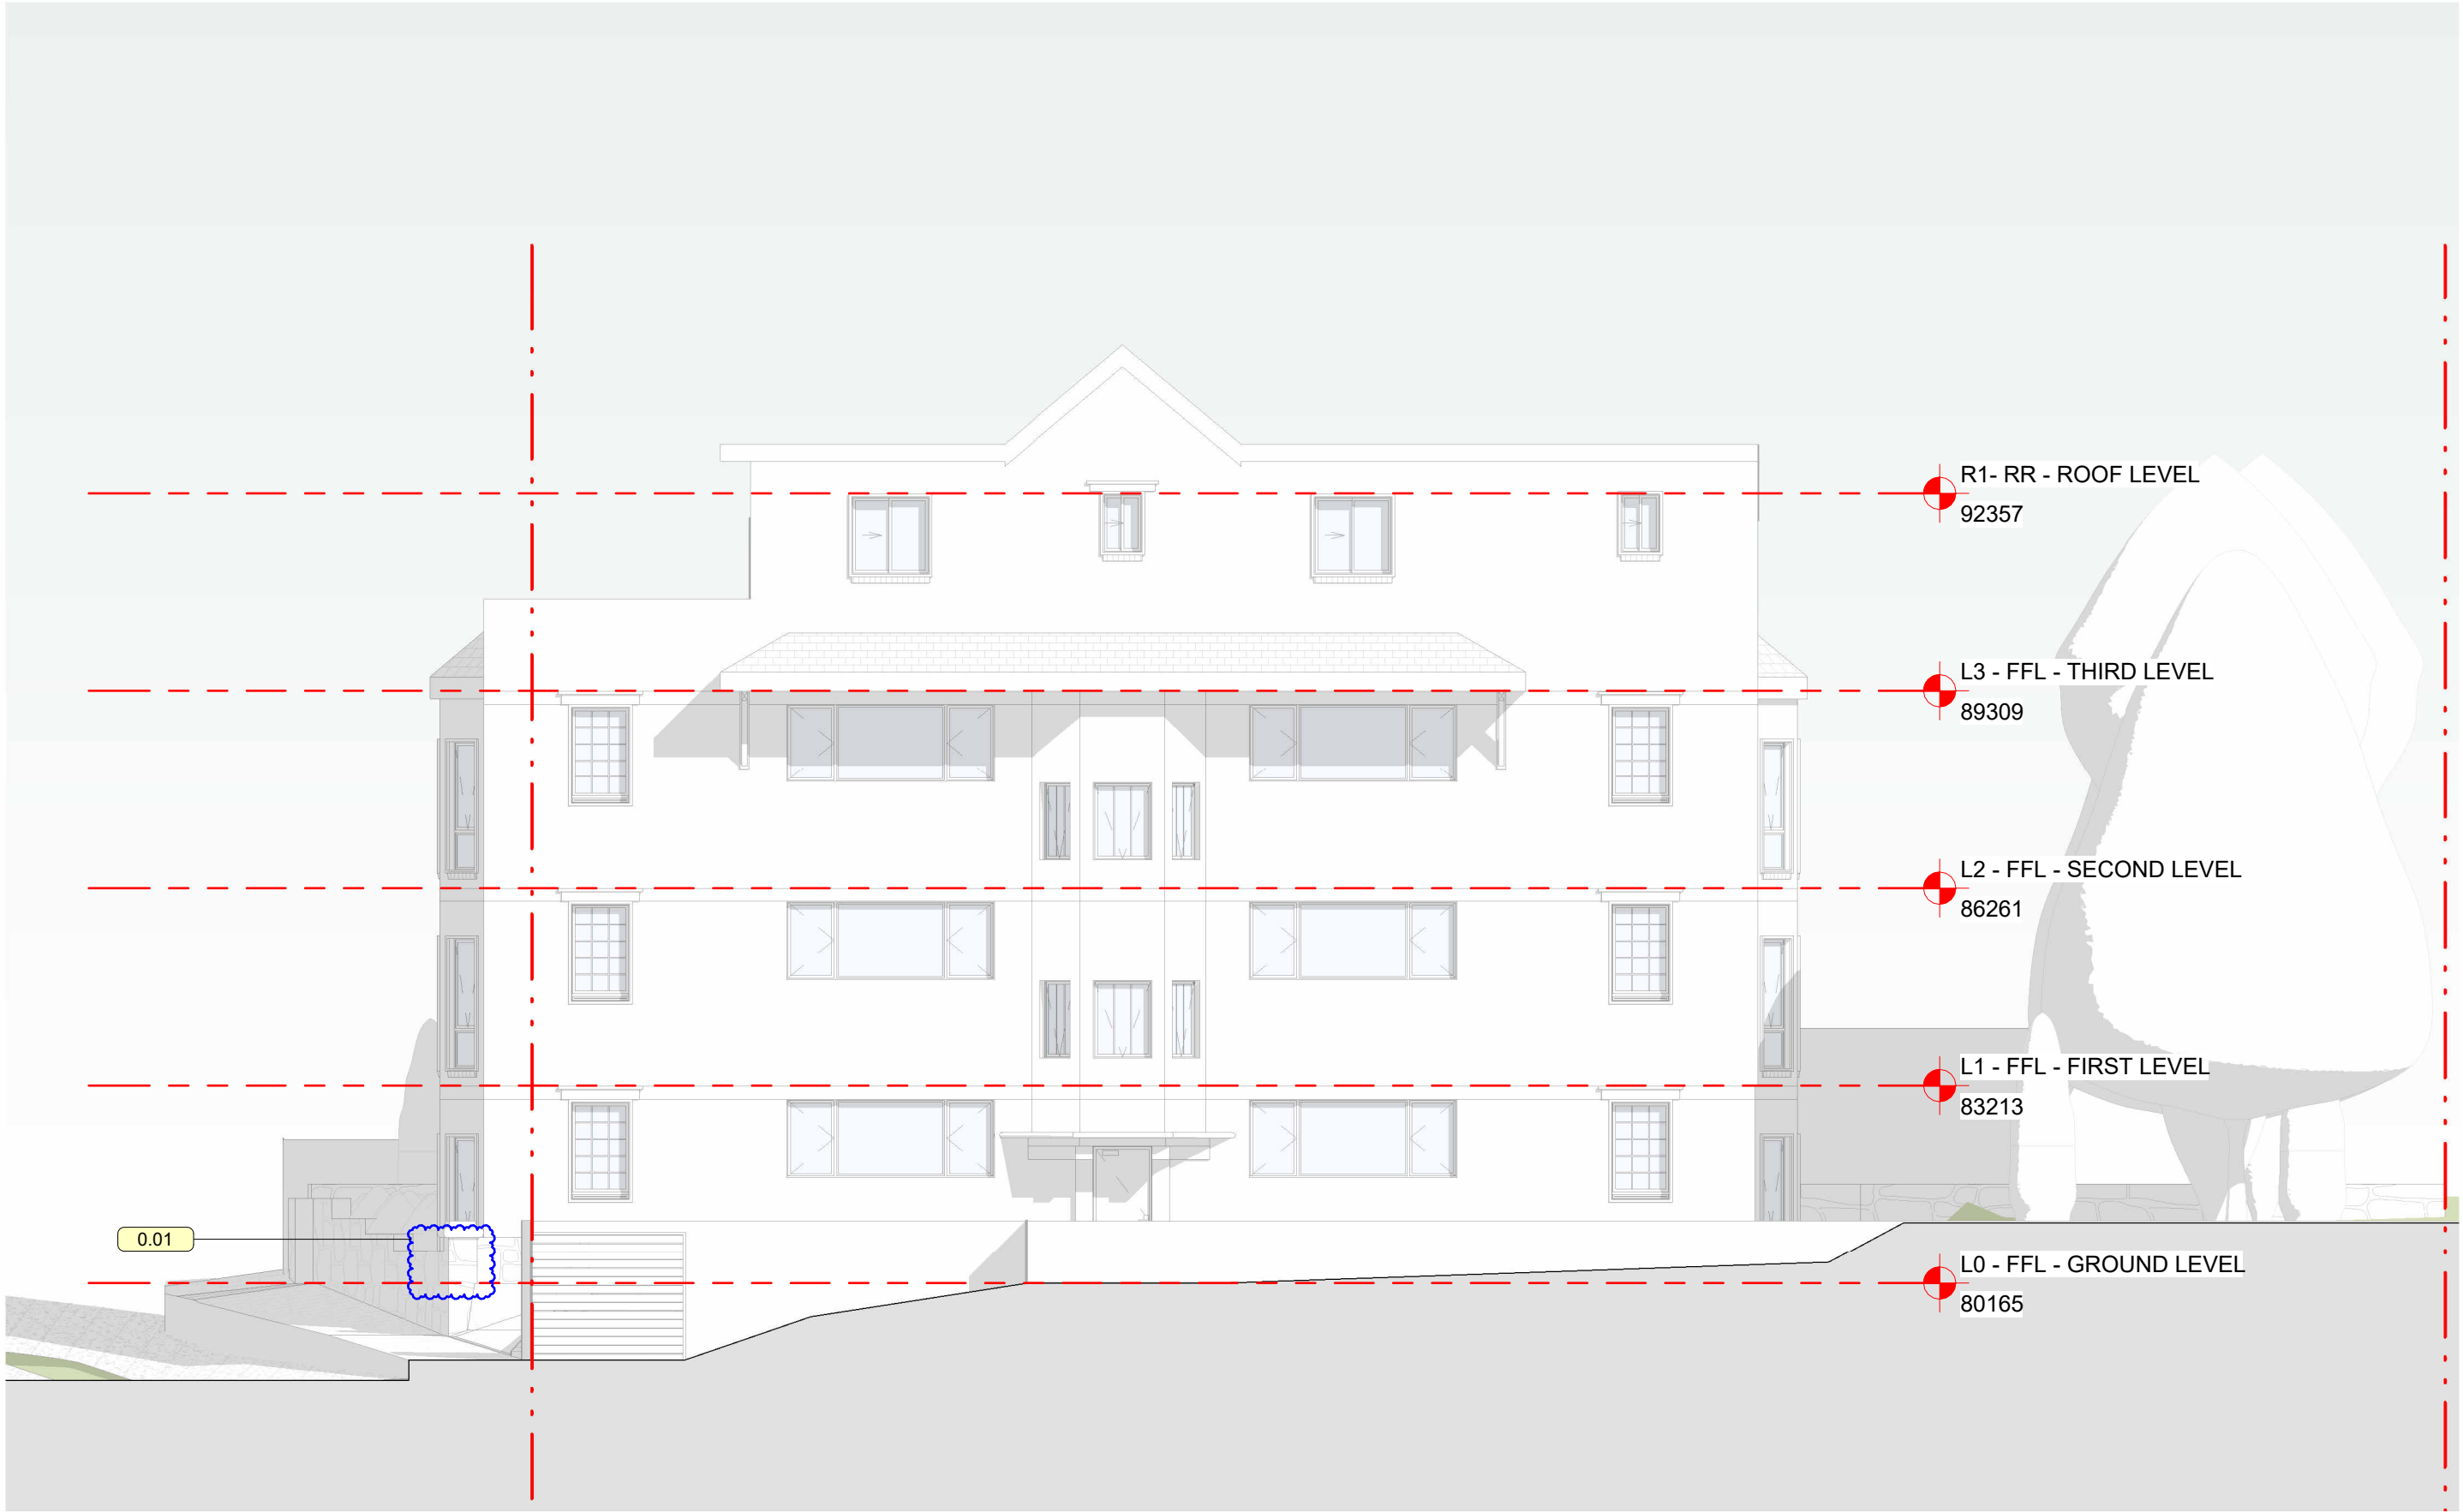 R1- RR - ROOF LEVEL
92357
L3 - FFL - THIRD LEVEL
89309
L2 - FFL - SECOND LEVEL
86261
L1 - FFL - FIRST LEVEL
83213
0.01
L0 - FFL - GROUND LEVEL
80165